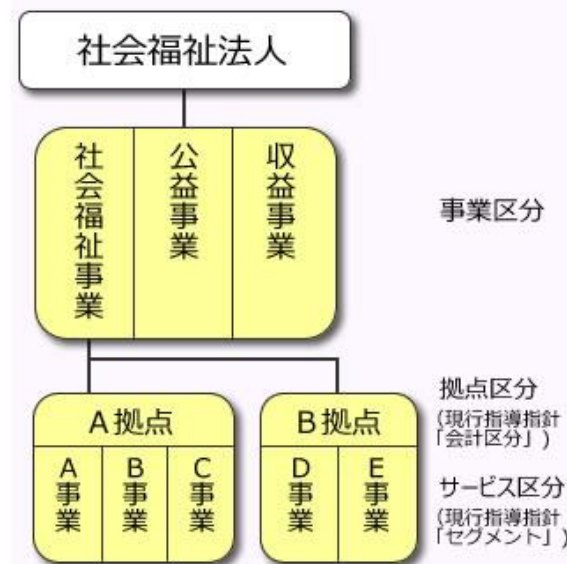 社会福祉法人
社会福祉事業
公益事業
収益事業
事業区分
A拠点
B拠点
拠点区分
(現行指導指針
「会計区分」)
A事業
B事業
C事業
D事業
E事業
サービス区分
(現行指導指針
「セグメント」)